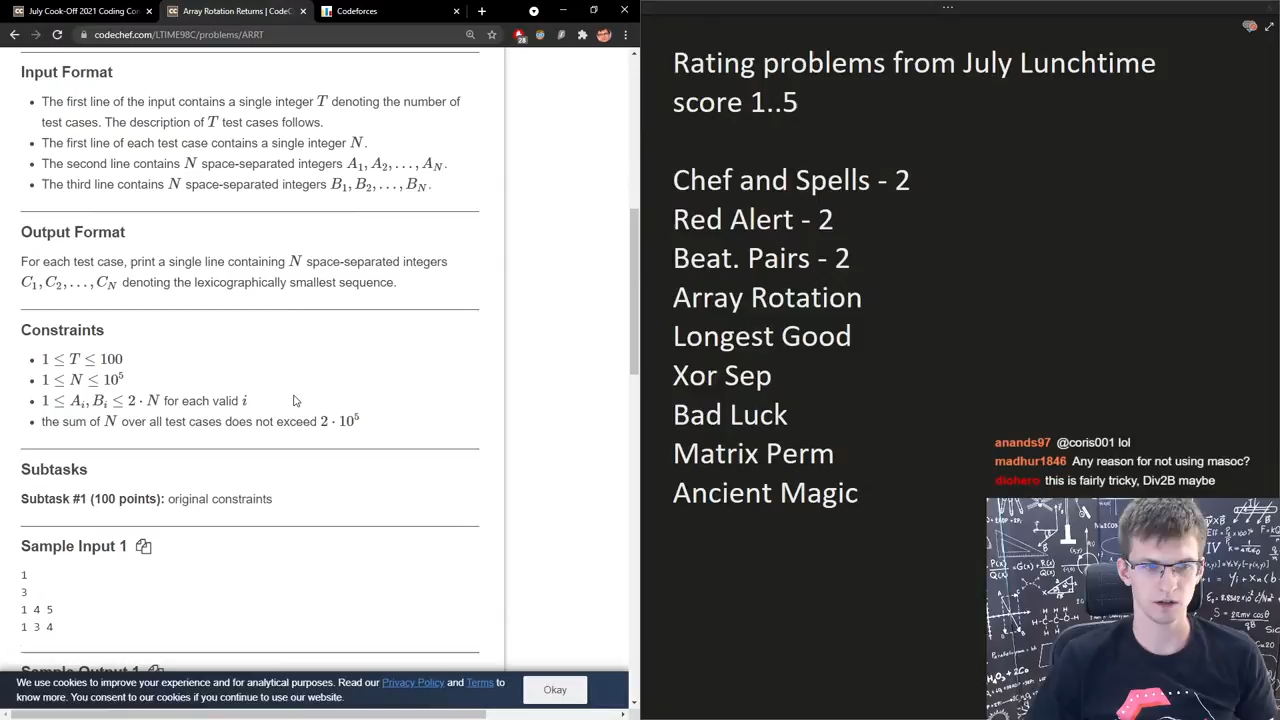 July Cook-Off 2021 Coding Con
Array Rotation Returns | CodeC
Codeforces
codechef.com/LTIME98C/problems/ARRT
28
Input Format
The first line of the input contains a single integer T denoting the number of
test cases. The description of T test cases follows.
The first line of each test case contains a single integer N.
The second line contains N space-separated integers A1, A2, . . . , AN.
The third line contains N space-separated integers B1, B2, . . . , BN.
Output Format
For each test case, print a single line containing N space-separated integers
C1, C2, . . . , CN denoting the lexicographically smallest sequence.
Constraints
1 ≤ T ≤ 100
1 ≤ N ≤ 10^5
1 ≤ Ai, Bi ≤ 2 · N for each valid i
the sum of N over all test cases does not exceed 2 · 10^5
Subtasks
Subtask #1 (100 points): original constraints
Sample Input 1
1
3
1 4 5
1 3 4
Sample Output 1
We use cookies to improve your experience and for analytical purposes. Read our Privacy Policy and Terms to
know more. You consent to our cookies if you continue to use our website.
Okay
Rating problems from July Lunchtime
score 1..5
Chef and Spells - 2
Red Alert - 2
Beat. Pairs - 2
Array Rotation
Longest Good
Xor Sep
Bad Luck
Matrix Perm
Ancient Magic
anands97 @coris001 lol
madhur1846 Any reason for not using masoc?
diohero this is fairly tricky, Div2B maybe